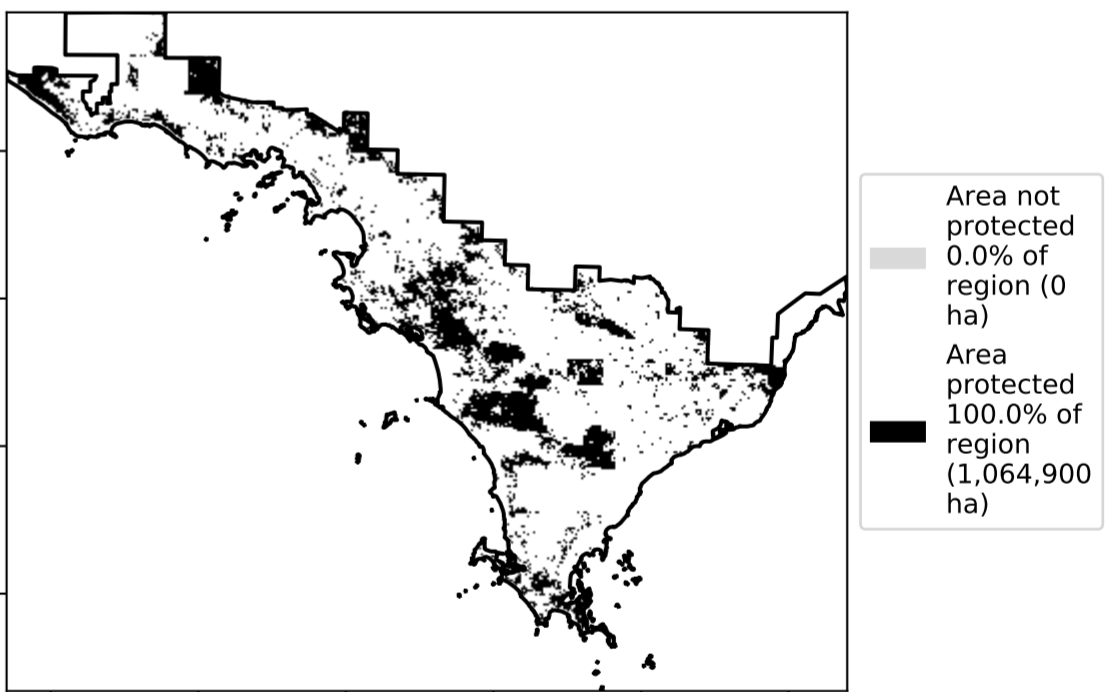 Area not
protected
0.0% of
region (0
ha)
Area
protected
100.0% of
region
(1,064,900
ha)